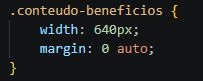 .conteudo-beneficios {
    width: 640px;
    margin: 0 auto;
}